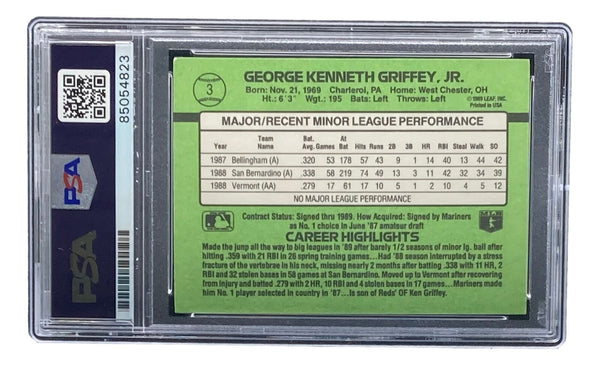 85054823
PSA
PSA
3
GEORGE KENNETH GRIFFEY, JR.
Born: Nov. 21, 1969 Charleroi, PA Home: West Chester, OH
Ht.: 6'3" Wgt.: 195 Bats: Left Throws: Left
© 1989 LEAF, INC.
Printed in USA
MAJOR/RECENT MINOR LEAGUE PERFORMANCE
Year Team Name Bat. Avg. Games At Bat Hits Runs 2B 3B HR RBI Steal Walk SO
1987 Bellingham (A) .320 53 178 57 43 9 1 14 40 13 44 42
1988 San Bernardino (A) .338 58 219 74 49 13 3 11 42 32 34 39
1988 Vermont (AA) .279 17 61 17 10 5 1 2 10 4 5 12
NO MAJOR LEAGUE PERFORMANCE
Contract Status: Signed thru 1989. How Acquired: Signed by Mariners
as No. 1 choice in June '87 amateur draft
CAREER HIGHLIGHTS
Made the jump all the way to big leagues in '89 after barely 1/2 seasons of minor lg. ball after
hitting .359 with 21 RBI in 26 spring training games...Had '88 season interrupted by a stress
fracture of the vertebrae in his neck, missing nearly 2 months after batting .338 with 11 HR, 2
RBI and 32 stolen bases in 58 games at San Bernardino. Moved up to Vermont after recovering
from injury and batted .279 with 2 HR, 10 RBI and 4 stolen bases in 17 games...Mariners made
him No. 1 player selected in country in '87...Is son of Reds' OF Ken Griffey.